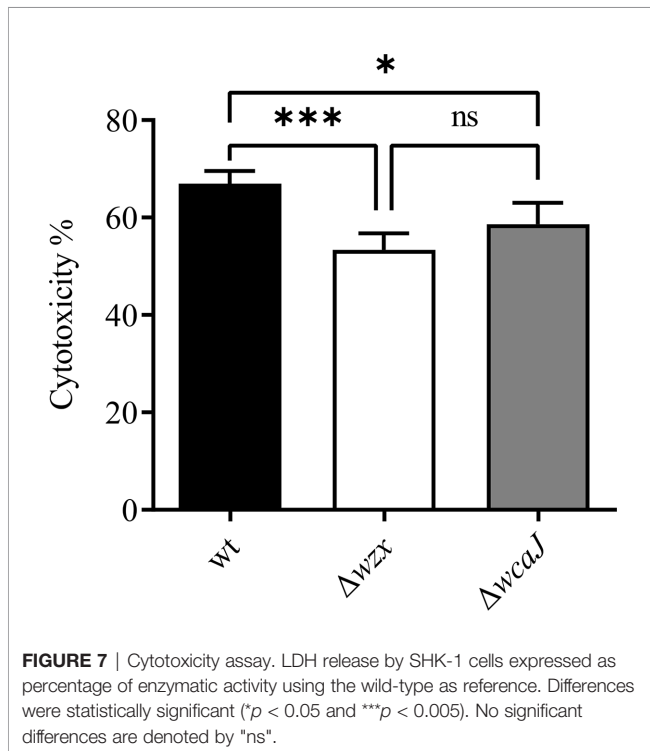 *
*** ns
80
60
40
20
0
Cytotoxicity %
wt
Δwzx
ΔwcaJ
FIGURE 7 | Cytotoxicity assay. LDH release by SHK-1 cells expressed as
percentage of enzymatic activity using the wild-type as reference. Differences
were statistically significant (*p < 0.05 and ***p < 0.005). No significant
differences are denoted by "ns".